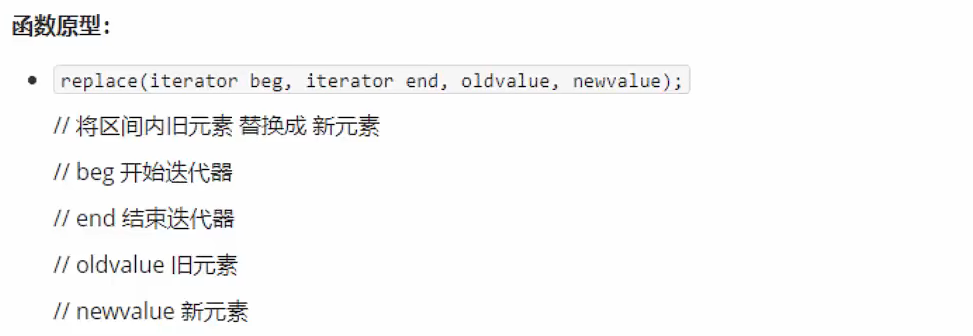 函数原型：
replace(iterator beg, iterator end, oldvalue, newvalue);
// 将区间内旧元素 替换成 新元素
// beg 开始迭代器
// end 结束迭代器
// oldvalue 旧元素
// newvalue 新元素